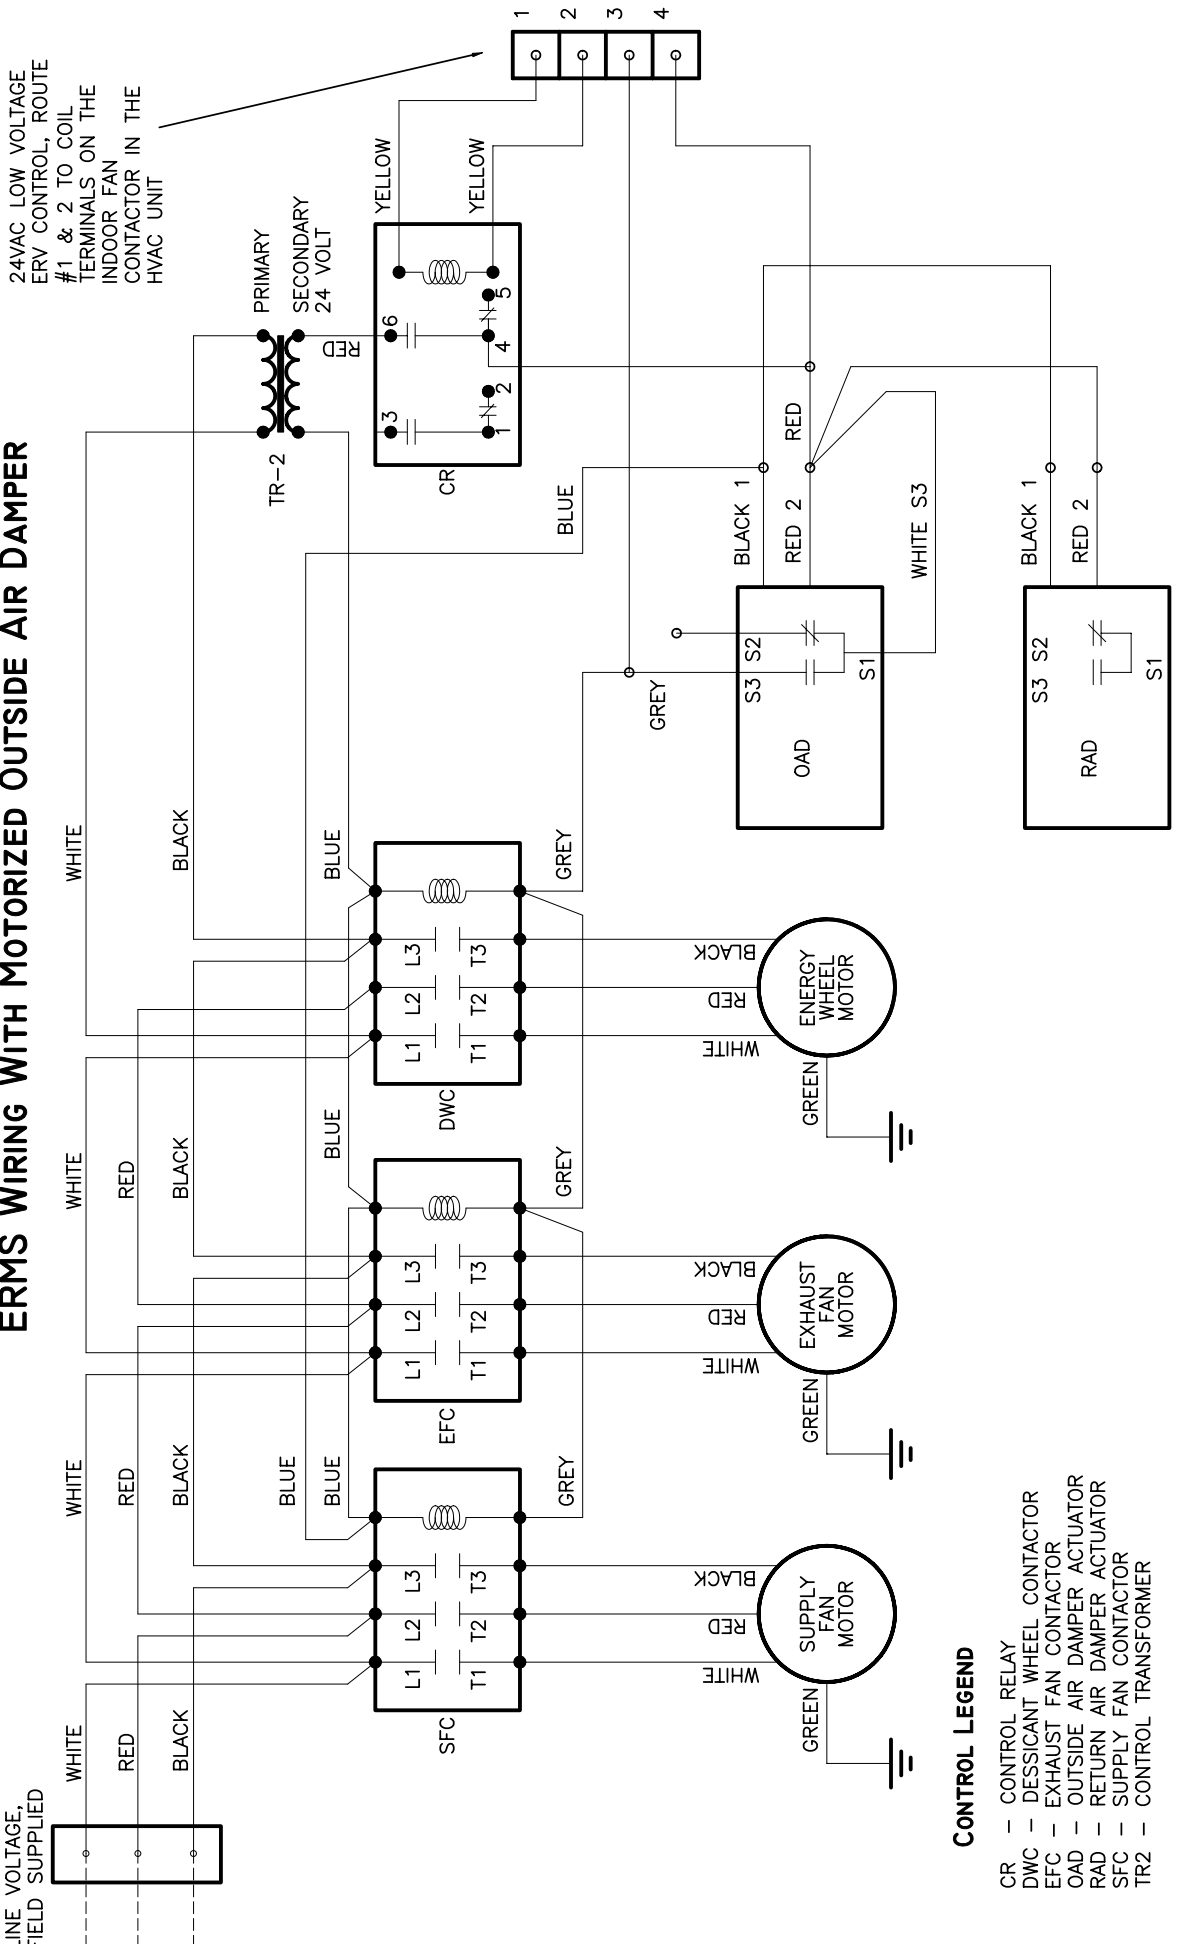 ERMS WIRING WITH MOTORIZED OUTSIDE AIR DAMPER
LINE VOLTAGE,
FIELD SUPPLIED
24VAC LOW VOLTAGE
ERV CONTROL, ROUTE
#1 & 2 TO COIL
TERMINALS ON THE
INDOOR FAN
CONTACTOR IN THE
HVAC UNIT
WHITE
WHITE
WHITE
WHITE
RED
RED
RED
BLACK
BLACK
BLACK
BLACK
BLUE
BLUE
BLUE
BLUE
TR-2
PRIMARY
SECONDARY
24 VOLT
RED
YELLOW
YELLOW
1
2
3
4
SFC
L1
L2
L3
T1
T2
T3
EFC
L1
L2
L3
T1
T2
T3
DWC
L1
L2
L3
T1
T2
T3
CR
3
6
1
2
4
5
GREY
GREY
GREY
BLUE
GREY
WHITE
RED
BLACK
WHITE
RED
BLACK
WHITE
RED
BLACK
GREEN
SUPPLY
FAN
MOTOR
GREEN
EXHAUST
FAN
MOTOR
GREEN
ENERGY
WHEEL
MOTOR
OAD
S3
S2
S1
BLACK 1
RED 2
RED
WHITE S3
RAD
S3
S2
S1
BLACK 1
RED 2
CONTROL LEGEND
CR – CONTROL RELAY
DWC – DESSICANT WHEEL CONTACTOR
EFC – EXHAUST FAN CONTACTOR
OAD – OUTSIDE AIR DAMPER ACTUATOR
RAD – RETURN AIR DAMPER ACTUATOR
SFC – SUPPLY FAN CONTACTOR
TR2 – CONTROL TRANSFORMER